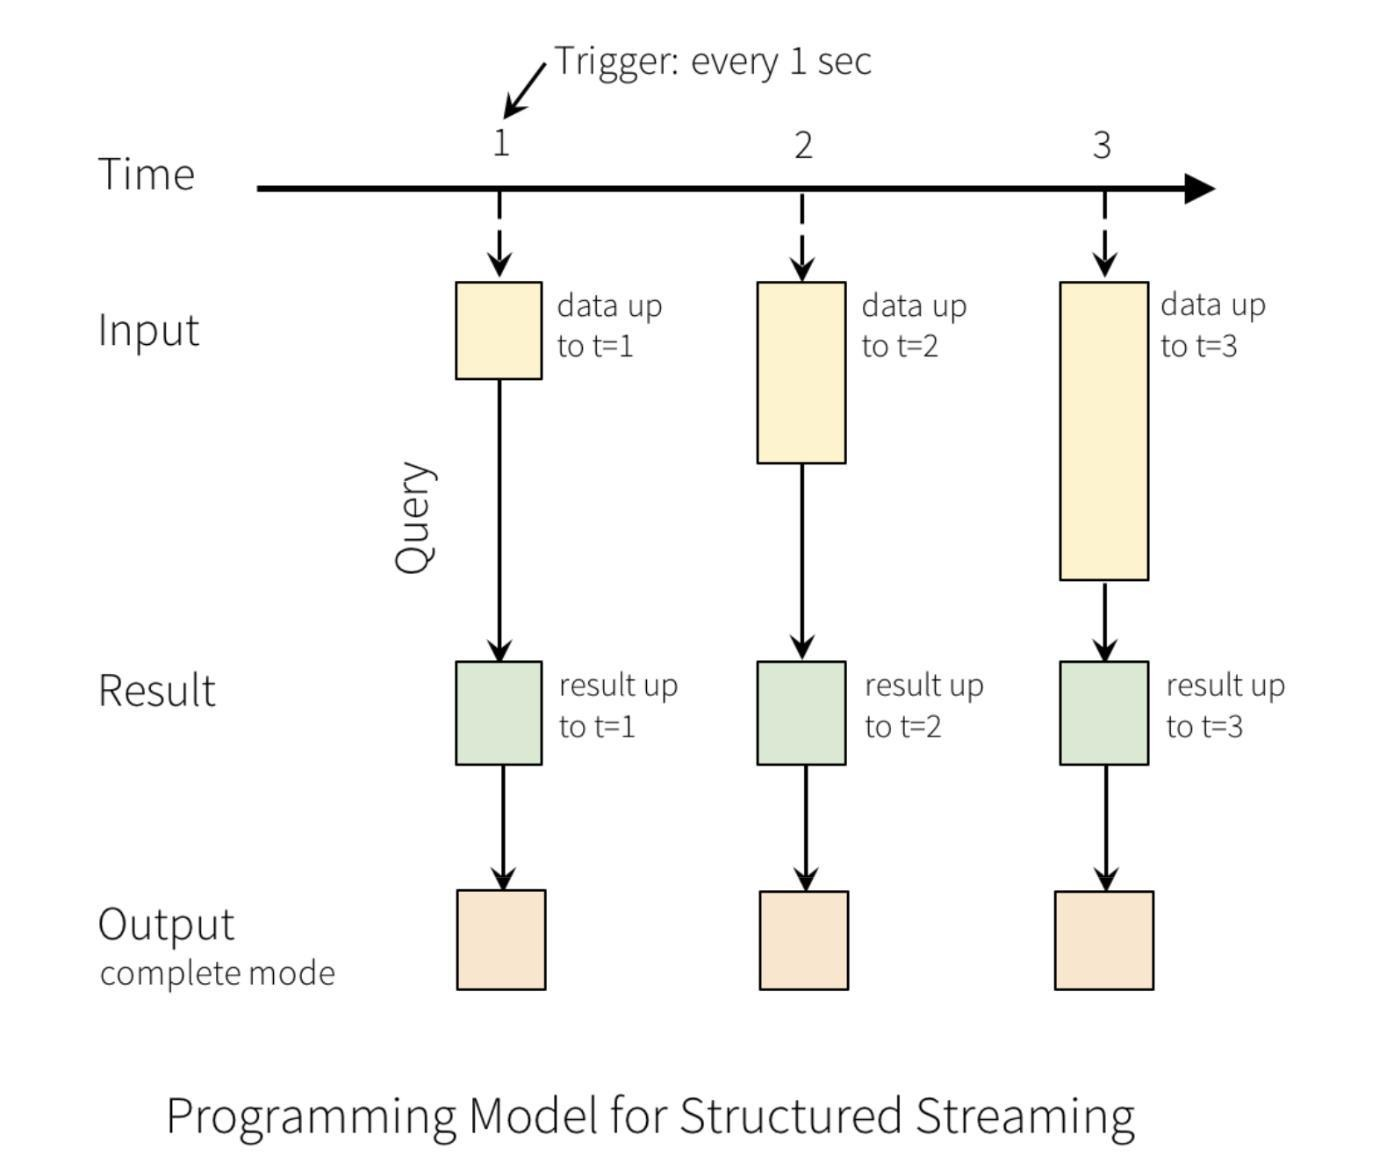 Trigger: every 1 sec
1
2
3
Time
Input
data up
to t=1
data up
to t=2
data up
to t=3
Query
Result
result up
to t=1
result up
to t=2
result up
to t=3
Output
complete mode
Programming Model for Structured Streaming